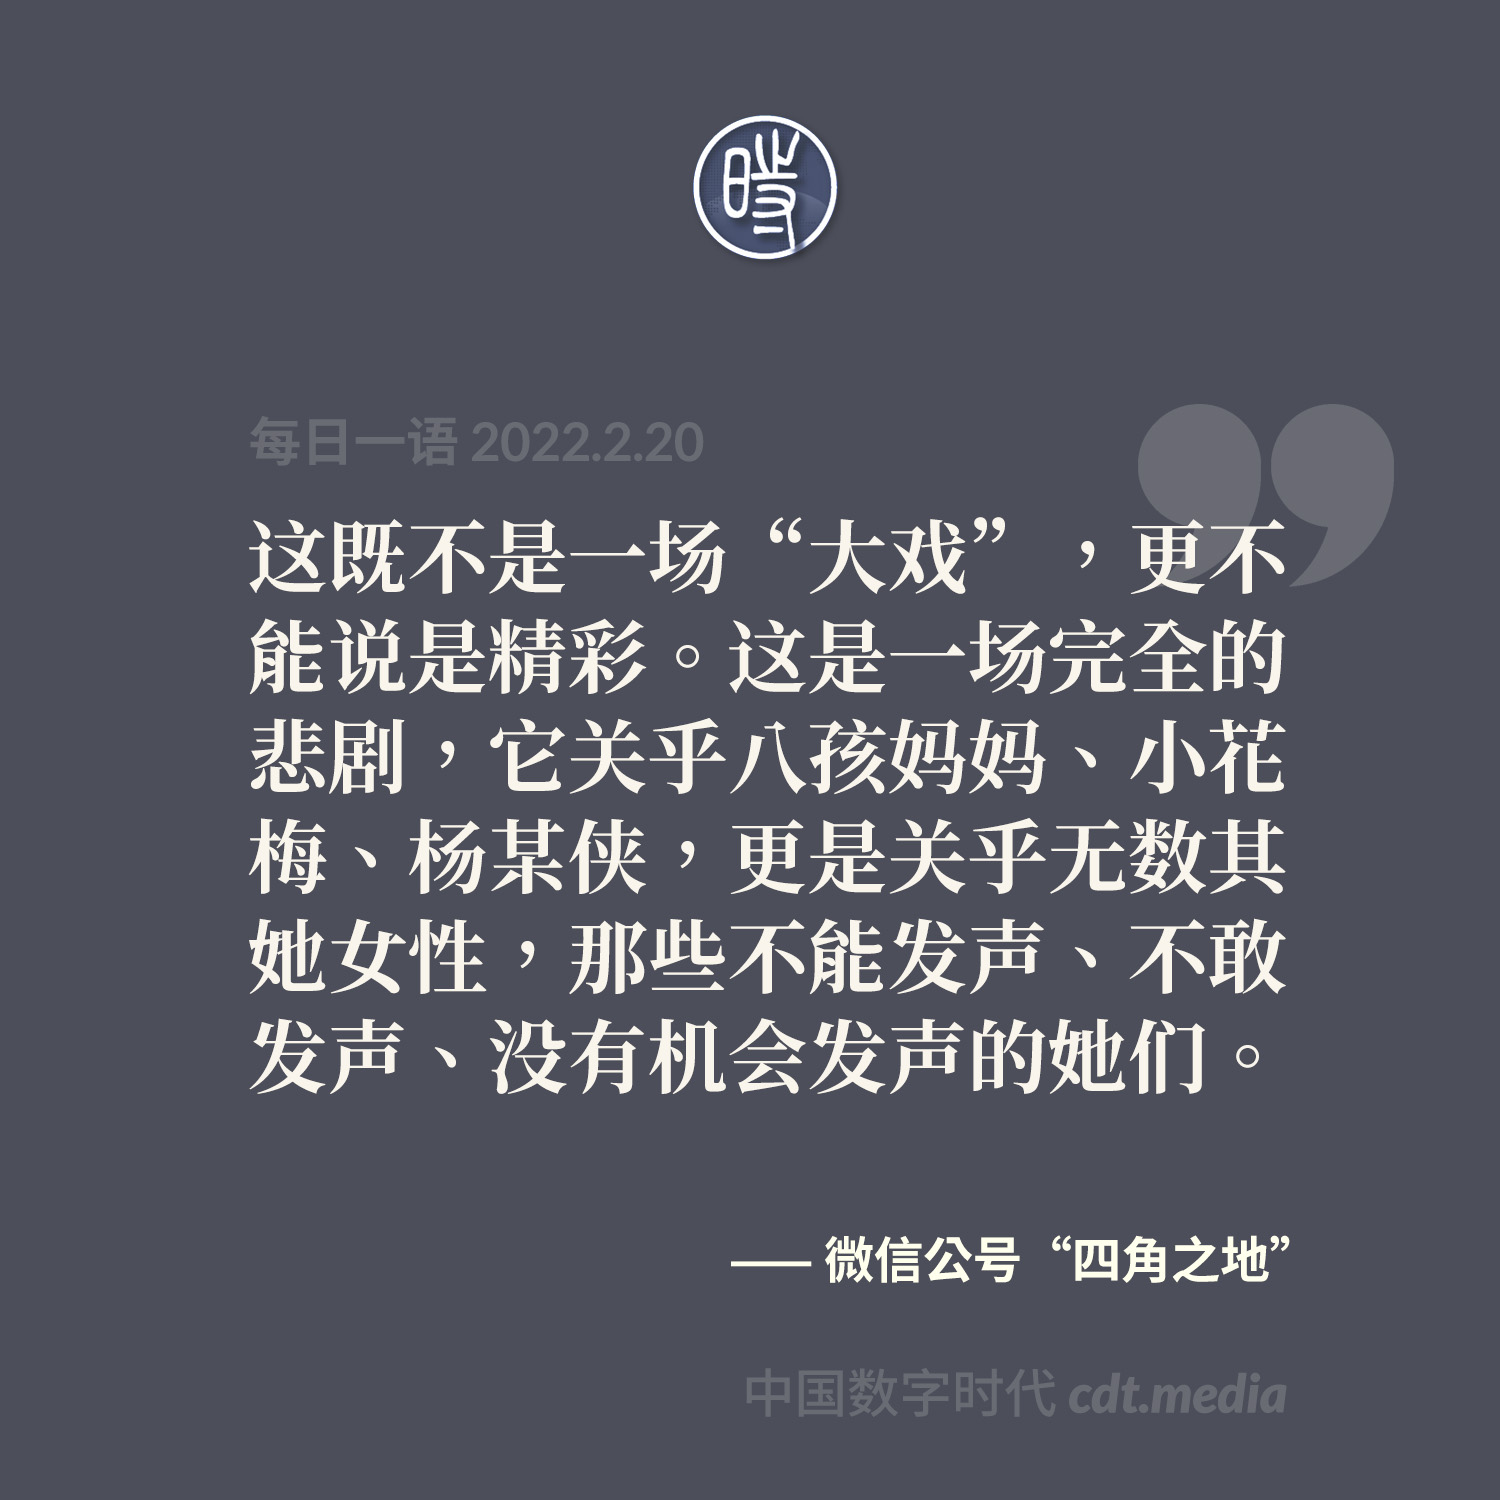 時
每日一语 2022.2.20
这既不是一场“大戏”，更不
能说是精彩。这是一场完全的
悲剧，它关乎八孩妈妈、小花
梅、杨某侠，更是关乎无数其
她女性，那些不能发声、不敢
发声、没有机会发声的她们。
—— 微信公号“四角之地”
中国数字时代 cdt.media